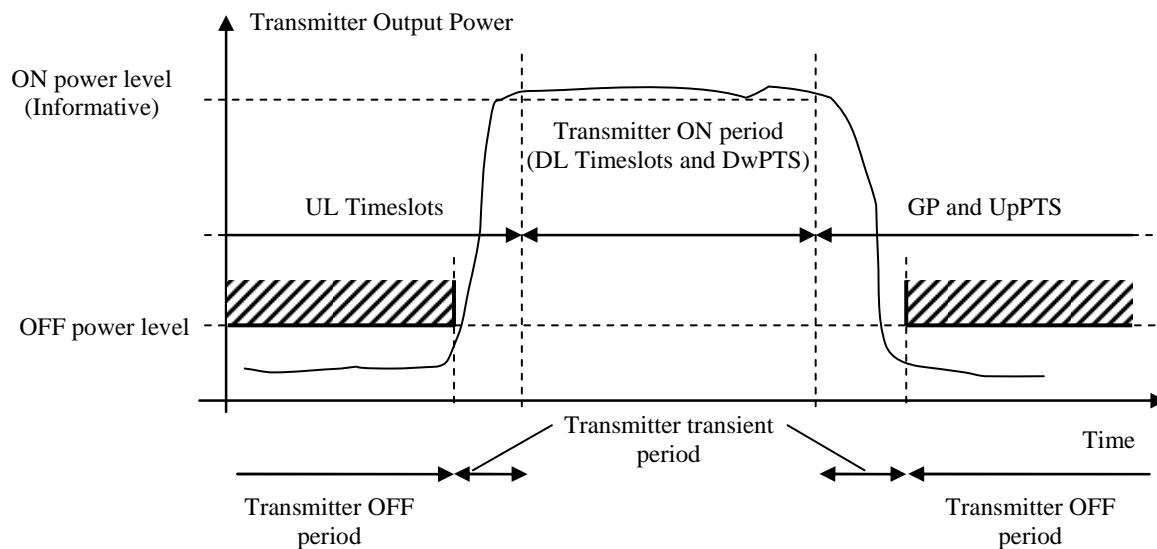 Transmitter Output Power
ON power level
(Informative)
Transmitter ON period
(DL Timeslots and DwPTS)
UL Timeslots
GP and UpPTS
OFF power level
Transmitter transient
period
Time
Transmitter OFF
period
Transmitter OFF
period